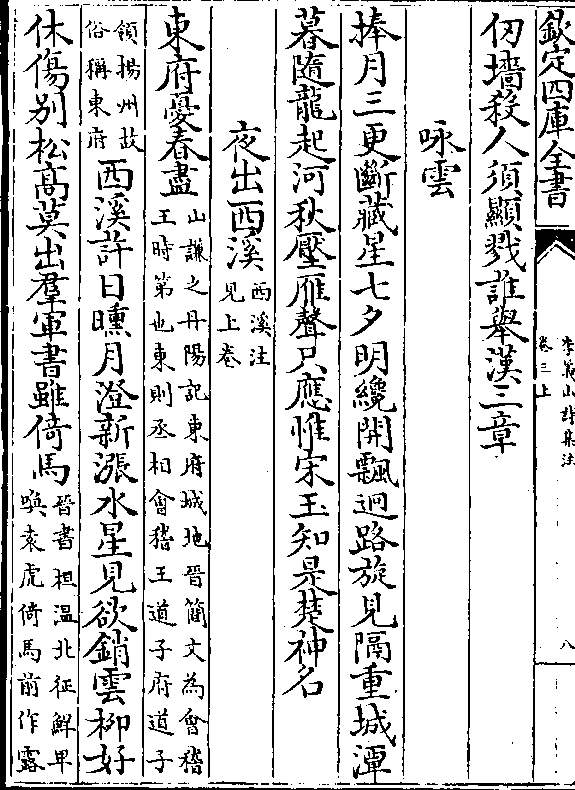 欽定四庫全書
李義山詩集注
卷三上
八
仞墻殺人須顯戮誰舉漢三章
咏雲
捧月三更斷藏星七夕明纔開飄迥路旋見隔重城潭
暮隨龍起河秋壓雁聲只應惟宋玉知是楚神名
夜出西溪西溪注見上卷
東府憂春盡山謙之丹陽記東府城地晉簡文為會稽王時第也東則丞相會稽王道子府道子
領揚州故俗稱東府西溪許日曛月澄新漲水星見欲銷雲柳好
休傷別松高莫出羣軍書雖倚馬晉書桓温北征鮮卑喚袁虎倚馬前作露